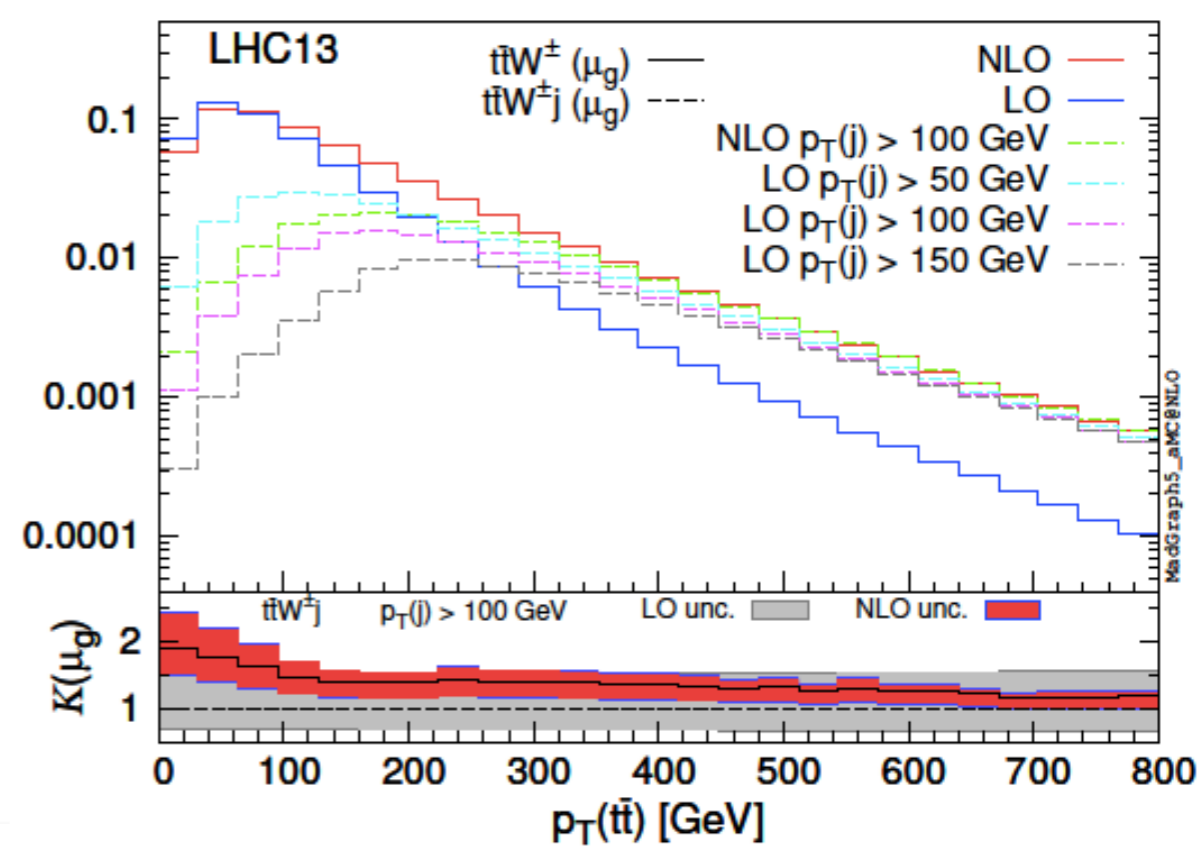 LHC13
tt̄W± (μg)
tt̄W±j (μg)
NLO
LO
NLO pT(j) > 100 GeV
LO pT(j) > 50 GeV
LO pT(j) > 100 GeV
LO pT(j) > 150 GeV
0.1
0.01
0.001
0.0001
MadGraph5_aMC@NLO
tt̄W±j pT(j) > 100 GeV LO unc. NLO unc.
K(μg)
2
1
0 100 200 300 400 500 600 700 800
pT(tt̄) [GeV]